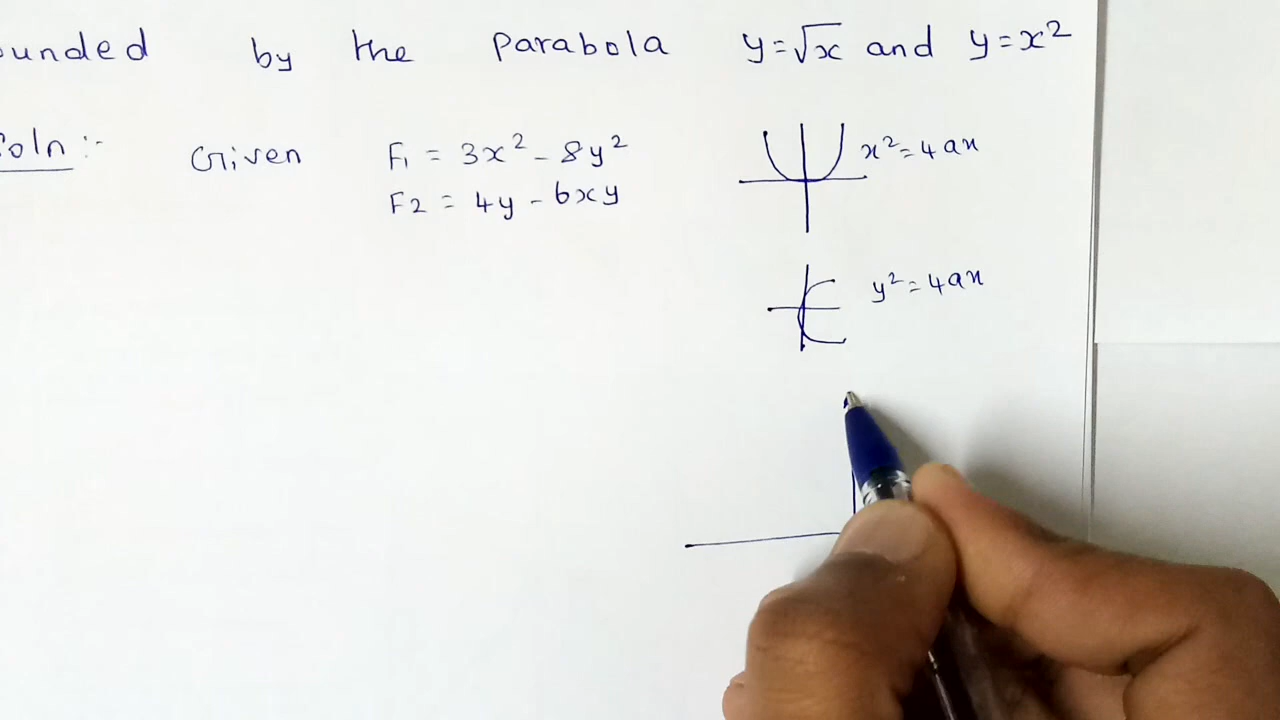 ounded by the parabola y=√x and y=x²
Soln :- Given F₁ = 3x² - 8y²
F2 = 4y - 6xy
x² = 4ax
y² = 4ax